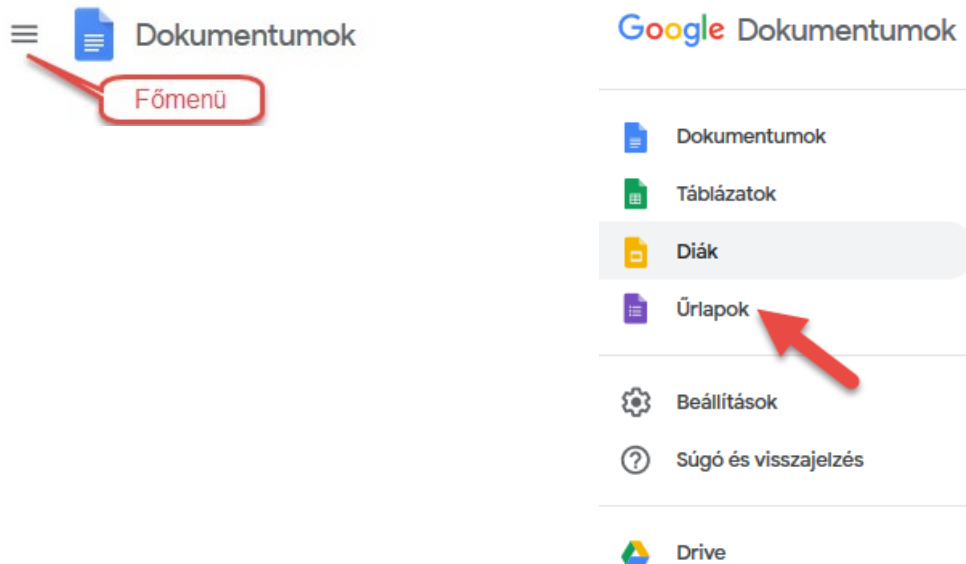 Dokumentumok
Főmenü
Google Dokumentumok
Dokumentumok
Táblázatok
Diák
Űrlapok
Beállítások
Súgó és visszajelzés
Drive